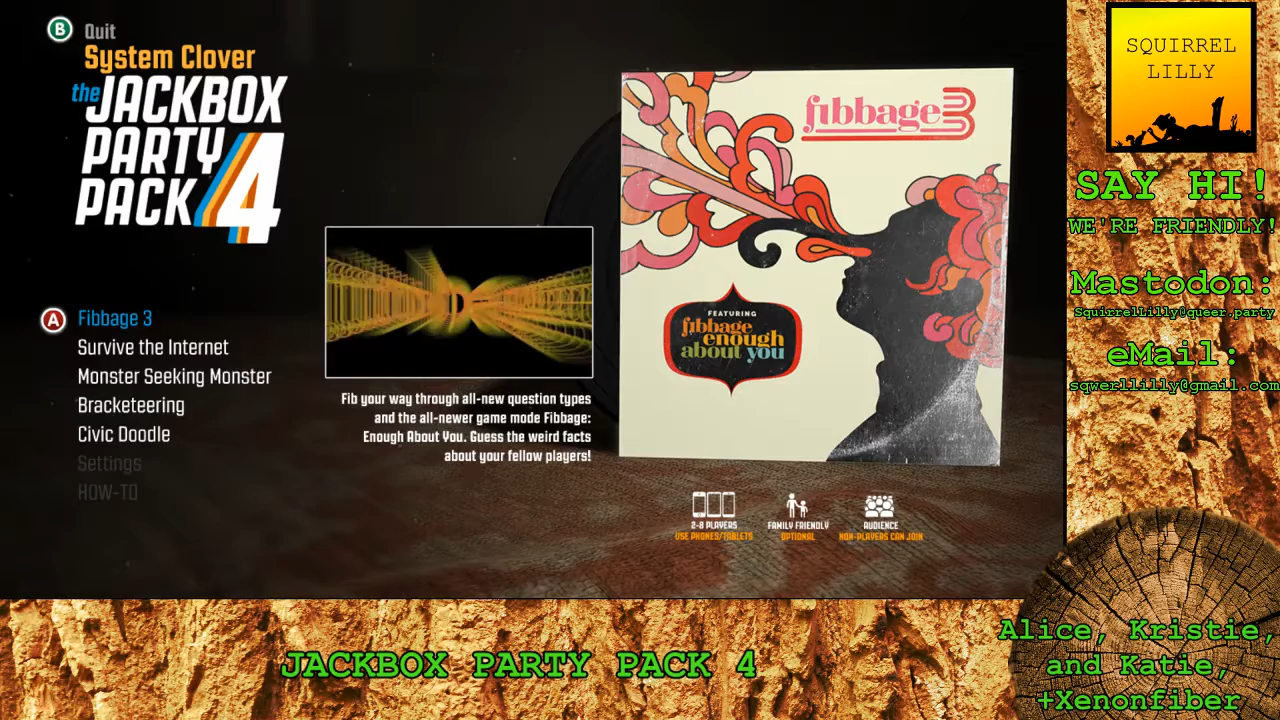 B Quit
System Clover
the JACKBOX
PARTY
PACK 4
A Fibbage 3
Survive the Internet
Monster Seeking Monster
Bracketeering
Civic Doodle
Settings
HOW-TO
Fib your way through all-new question types
and the all-newer game mode Fibbage:
Enough About You. Guess the weird facts
about your fellow players!
fibbage 3
FEATURING
fibbage
enough
about you
2-8 PLAYERS
USE PHONES/TABLETS
FAMILY FRIENDLY
OPTIONAL
AUDIENCE
NON-PLAYERS CAN JOIN
SQUIRREL
LILLY
SAY HI!
WE'RE FRIENDLY!
Mastodon:
SquirrelLilly@queer.party
eMail:
sqwerllilly@gmail.com
JACKBOX PARTY PACK 4
Alice, Kristie,
and Katie,
+Xenonfiber